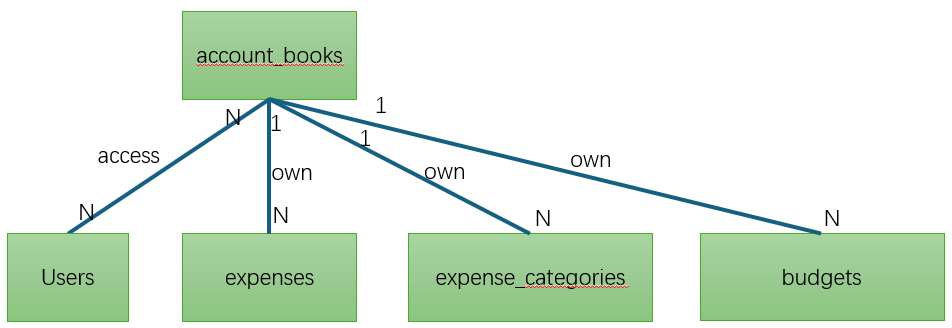 account_books
1
N
1
1
access
own
own
own
N
N
N
N
Users
expenses
expense_categories
budgets